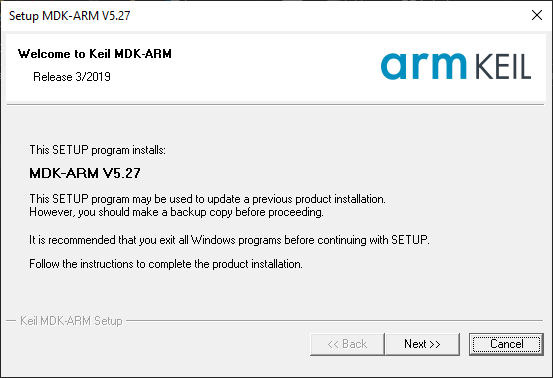 Setup MDK-ARM V5.27
Welcome to Keil MDK-ARM
Release 3/2019
arm KEIL
This SETUP program installs:
MDK-ARM V5.27
This SETUP program may be used to update a previous product installation.
However, you should make a backup copy before proceeding.
It is recommended that you exit all Windows programs before continuing with SETUP.
Follow the instructions to complete the product installation.
Keil MDK-ARM Setup
<< Back
Next >>
Cancel